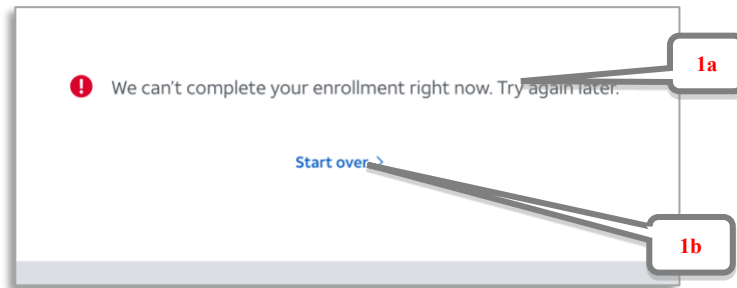 1a
We can't complete your enrollment right now. Try again later.
Start over >
1b